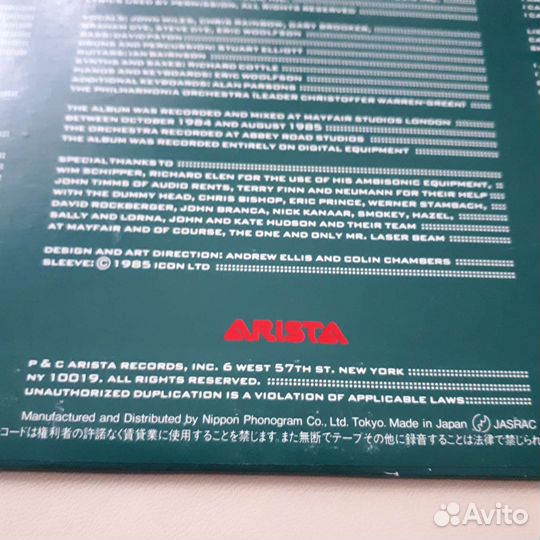 LYRICS USED BY PERMISSION, ALL RIGHTS RESERVED
VOCALS: JOHN MILES, CHRIS RAINBOW, GARY BROOKER,
GRAHAM DYE, STEVE DYE, ERIC WOOLFSON
BASS: DAVID PATON
DRUMS AND PERCUSSION: STUART ELLIOTT
GUITARS: IAN BAIRNSON
SYNTHS AND SAXES: RICHARD COTTLE
PIANOS AND KEYBOARDS: ERIC WOOLFSON
ADDITIONAL KEYBOARDS: ALAN PARSONS
THE PHILHARMONIA ORCHESTRA (LEADER CHRISTOFFER WARREN-GREEN)
THE ALBUM WAS RECORDED AND MIXED AT MAYFAIR STUDIOS LONDON
BETWEEN OCTOBER 1984 AND AUGUST 1985
THE ORCHESTRA RECORDED AT ABBEY ROAD STUDIOS
THE ALBUM WAS RECORDED ENTIRELY ON DIGITAL EQUIPMENT
SPECIAL THANKS TO
WIM SCHIPPER, RICHARD ELEN FOR THE USE OF HIS AMBISONIC EQUIPMENT,
JOHN TIMMS OF AUDIO RENTS, TERRY FINN AND NEUMANN FOR THEIR HELP
WITH THE DUMMY HEAD, CHRIS BISHOP, ERIC PRINCE, WERNER STAMBACH,
DAVID ROCKBERGER, JOHN BRANCA, NICK KANAAR, SMOKEY, HAZEL,
SALLY AND LORNA, JOHN AND KATE HUDSON AND THEIR TEAM
AT MAYFAIR AND OF COURSE, THE ONE AND ONLY MR. LASER BEAM
DESIGN AND ART DIRECTION: ANDREW ELLIS AND COLIN CHAMBERS
SLEEVE: © 1985 ICON LTD
ARISTA
P & C ARISTA RECORDS, INC. 6 WEST 57TH ST. NEW YORK
NY 10019. ALL RIGHTS RESERVED.
UNAUTHORIZED DUPLICATION IS A VIOLATION OF APPLICABLE LAWS
Manufactured and Distributed by Nippon Phonogram Co., Ltd. Tokyo. Made in Japan JASRAC
コードは権利者の許諾なく賃貸業に使用することを禁じます。また無断でテープその他に録音することは法律で禁じられ
Avito